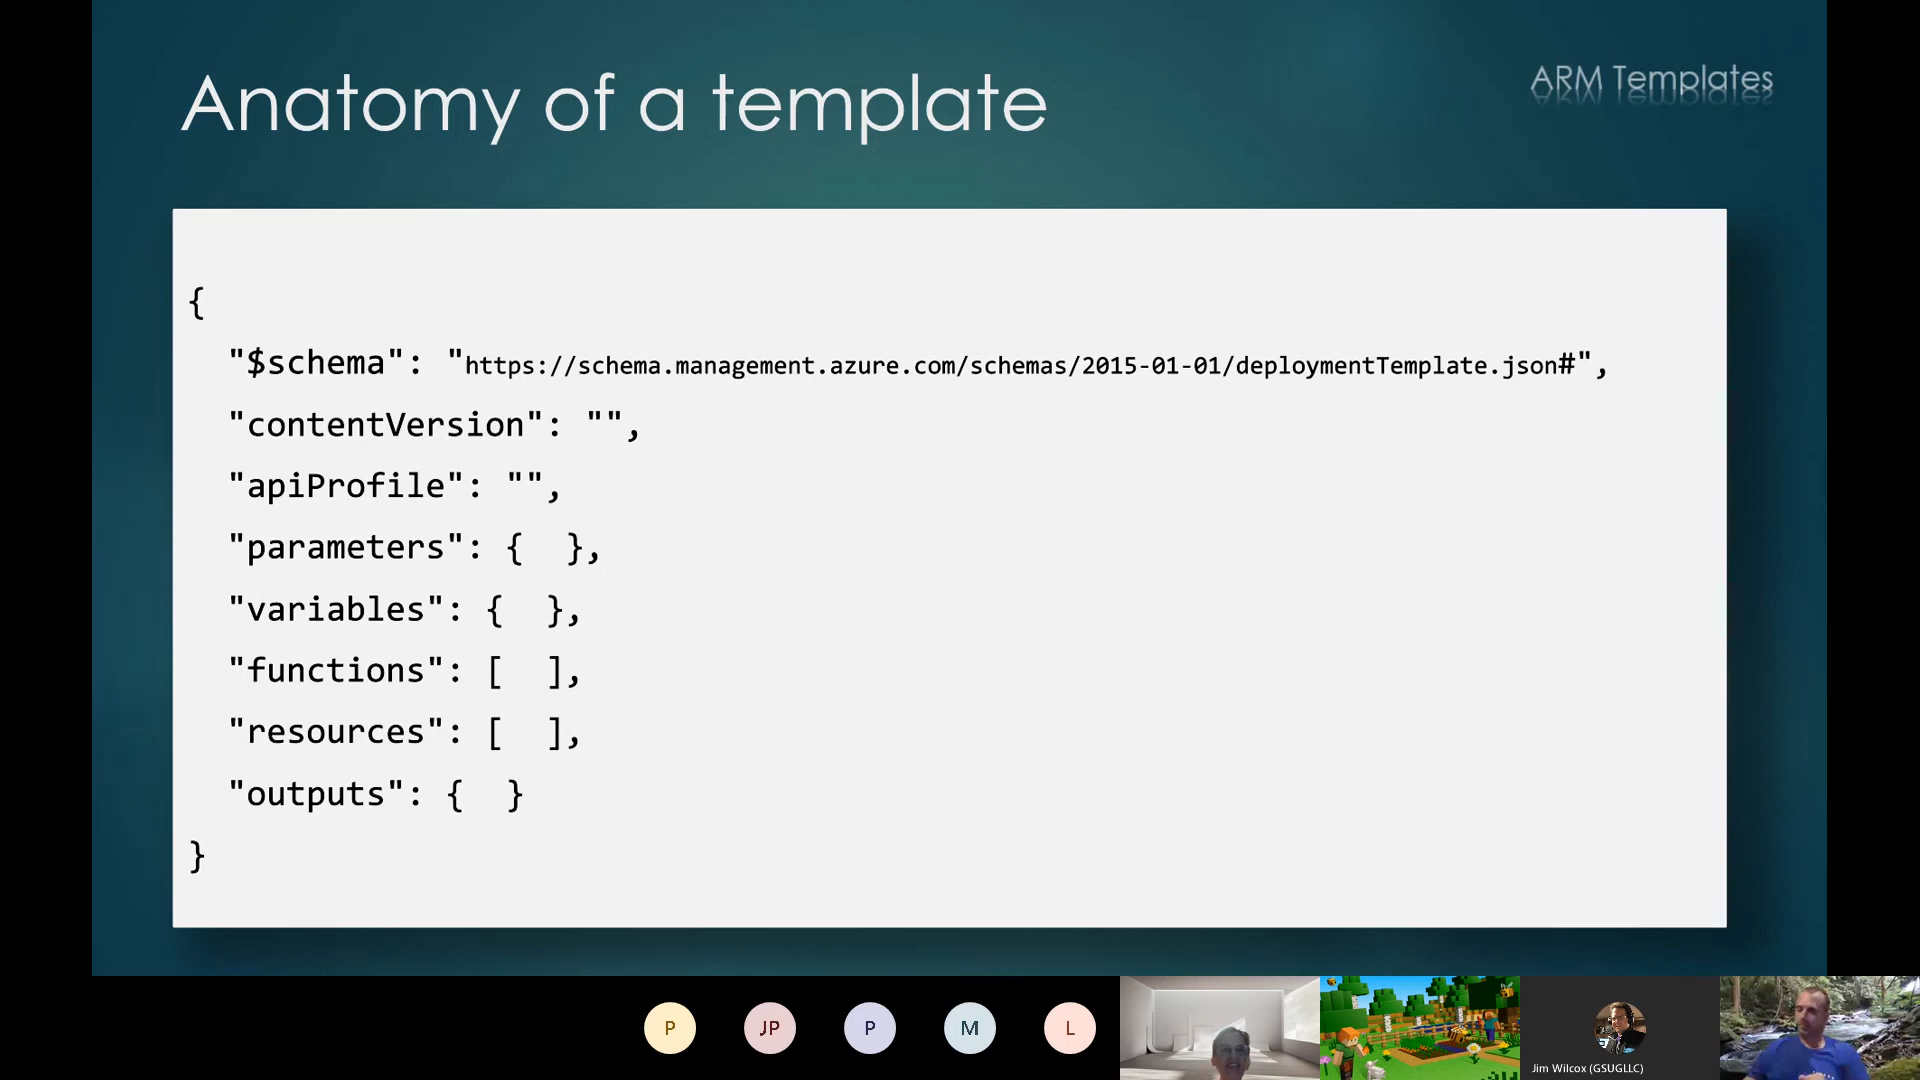 Anatomy of a template
ARM Templates
{
"$schema": "https://schema.management.azure.com/schemas/2015-01-01/deploymentTemplate.json#",
"contentVersion": "",
"apiProfile": "",
"parameters": {  },
"variables": {  },
"functions": [  ],
"resources": [  ],
"outputs": {  }
}
P
JP
P
M
L
Jim Wilcox (GSUGLLC)